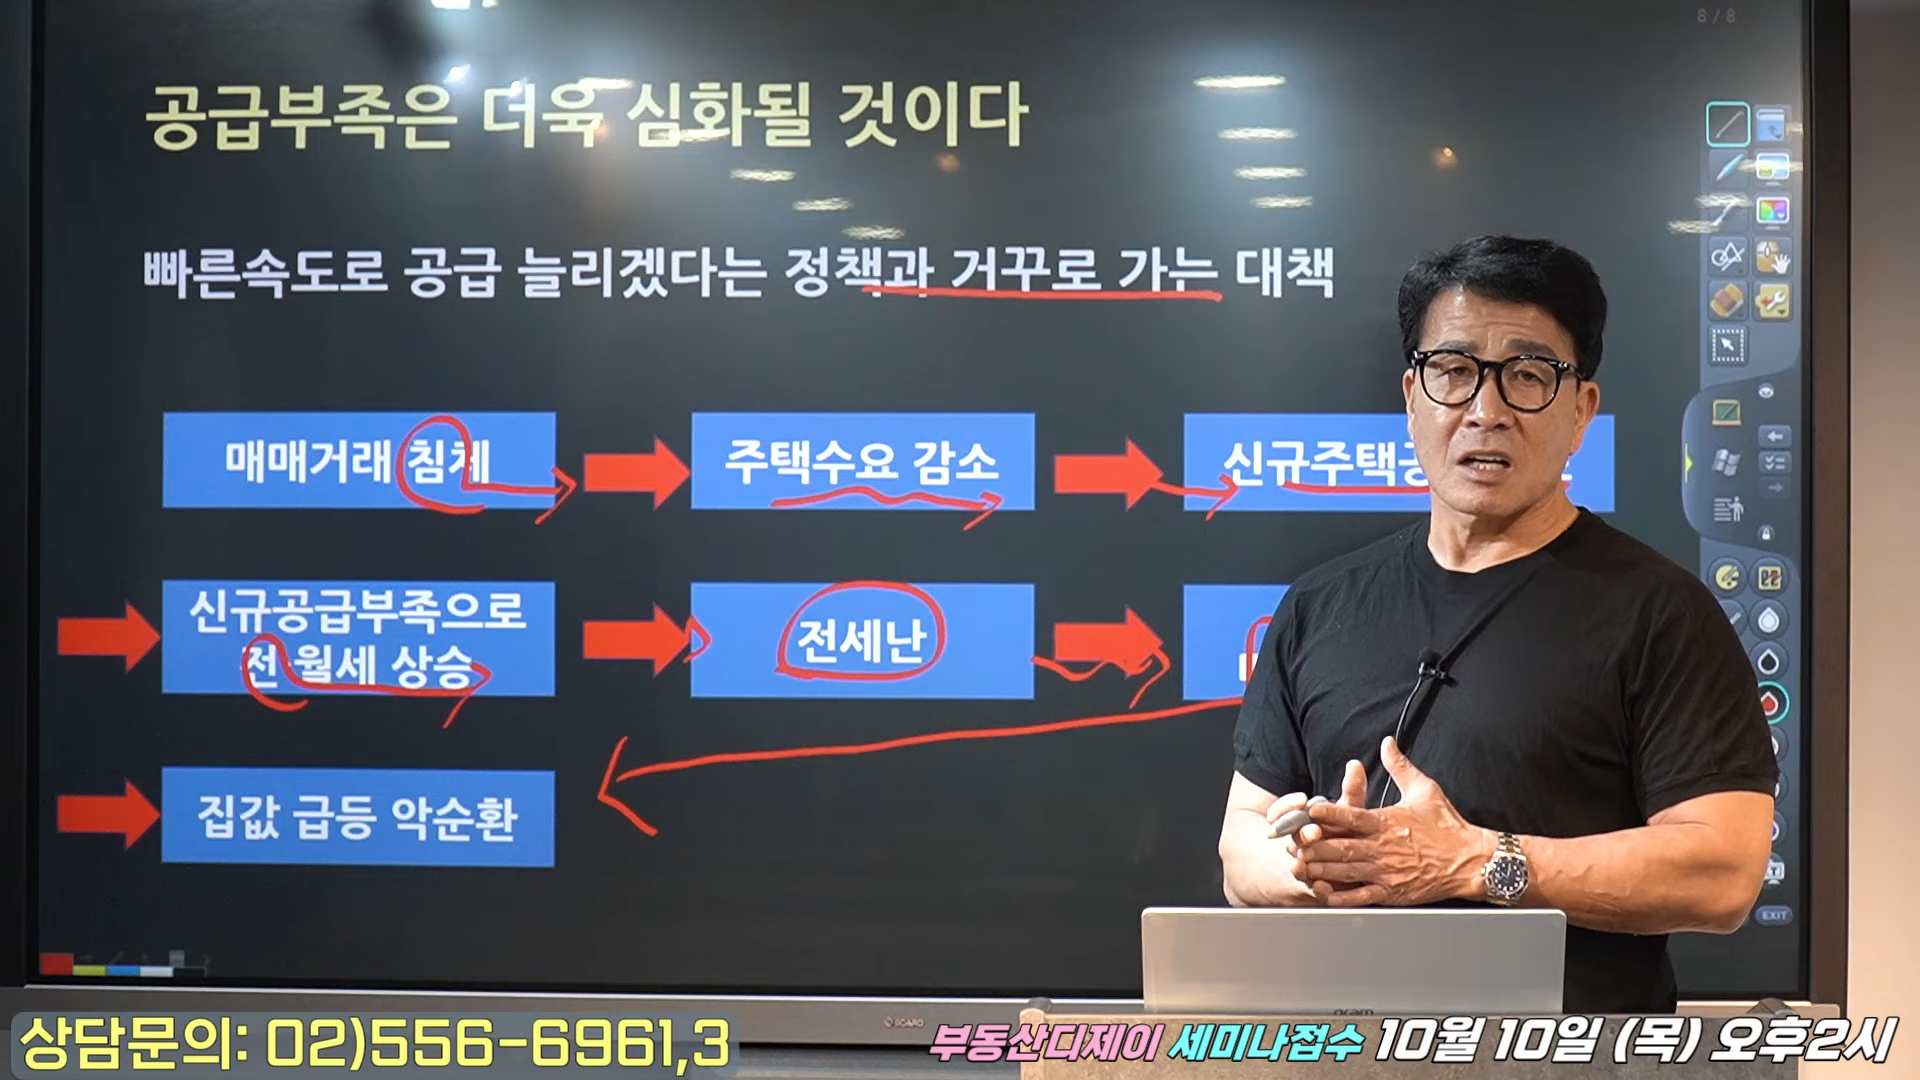 8/8
공급부족은 더욱 심화될 것이다
빠른속도로 공급 늘리겠다는 정책과 거꾸로 가는 대책
매매거래 침체
주택수요 감소
신규주택공
신규공급부족으로
전 월세 상승
전세난
집값 급등 악순환
EXIT
상담문의: 02)556-6961,3
부동산디제이 세미나접수 10월 10일 (목) 오후2시